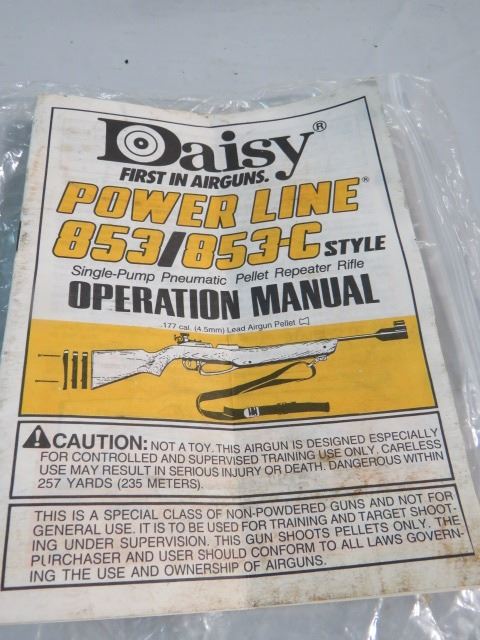 Daisy®
FIRST IN AIRGUNS.
POWER LINE®
853/853-C STYLE
Single-Pump Pneumatic Pellet Repeater Rifle
OPERATION MANUAL
.177 cal. (4.5mm) Lead Airgun Pellet
CAUTION: NOT A TOY. THIS AIRGUN IS DESIGNED ESPECIALLY
FOR CONTROLLED AND SUPERVISED TRAINING USE ONLY. CARELESS
USE MAY RESULT IN SERIOUS INJURY OR DEATH. DANGEROUS WITHIN
257 YARDS (235 METERS).
THIS IS A SPECIAL CLASS OF NON-POWDERED GUNS AND NOT FOR
GENERAL USE. IT IS TO BE USED FOR TRAINING AND TARGET SHOOT-
ING UNDER SUPERVISION. THIS GUN SHOOTS PELLETS ONLY. THE
PURCHASER AND USER SHOULD CONFORM TO ALL LAWS GOVERN-
ING THE USE AND OWNERSHIP OF AIRGUNS.